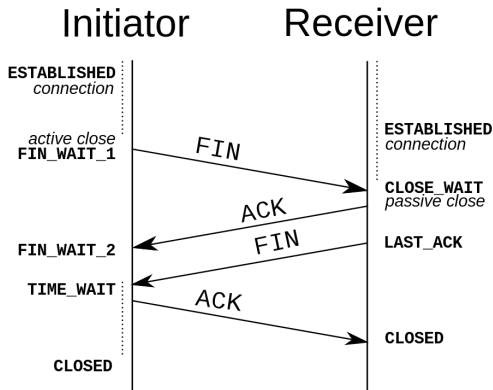 Initiator
Receiver
ESTABLISHED
connection
active close
FIN_WAIT_1
FIN
ESTABLISHED
connection
CLOSE_WAIT
passive close
ACK
FIN
FIN_WAIT_2
LAST_ACK
TIME_WAIT
ACK
CLOSED
CLOSED